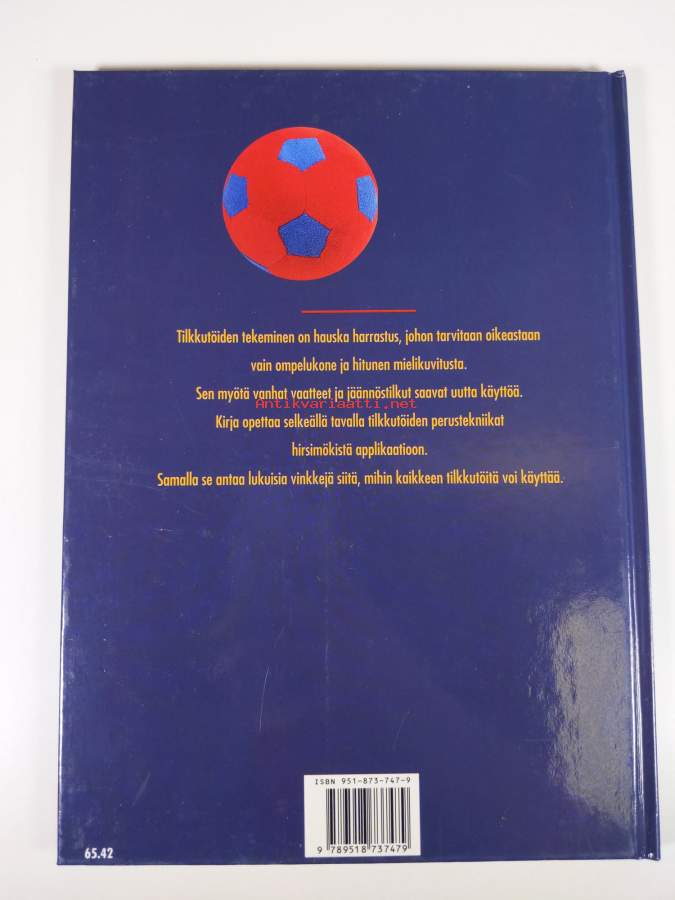 Tilkkutöiden tekeminen on hauska harrastus, johon tarvitaan oikeastaan
vain ompelukone ja hitunen mielikuvitusta.
Sen myötä vanhat vaatteet ja jäännöstilkut saavat uutta käyttöä.
Antikvariaatti.net
Kirja opettaa selkeällä tavalla tilkkutöiden perustekniikat
hirsimökistä applikaatioon.
Samalla se antaa lukuisia vinkkejä siitä, mihin kaikkeen tilkkutöitä voi käyttää.
ISBN 951-873-747-9
9 789518 737479
65.42